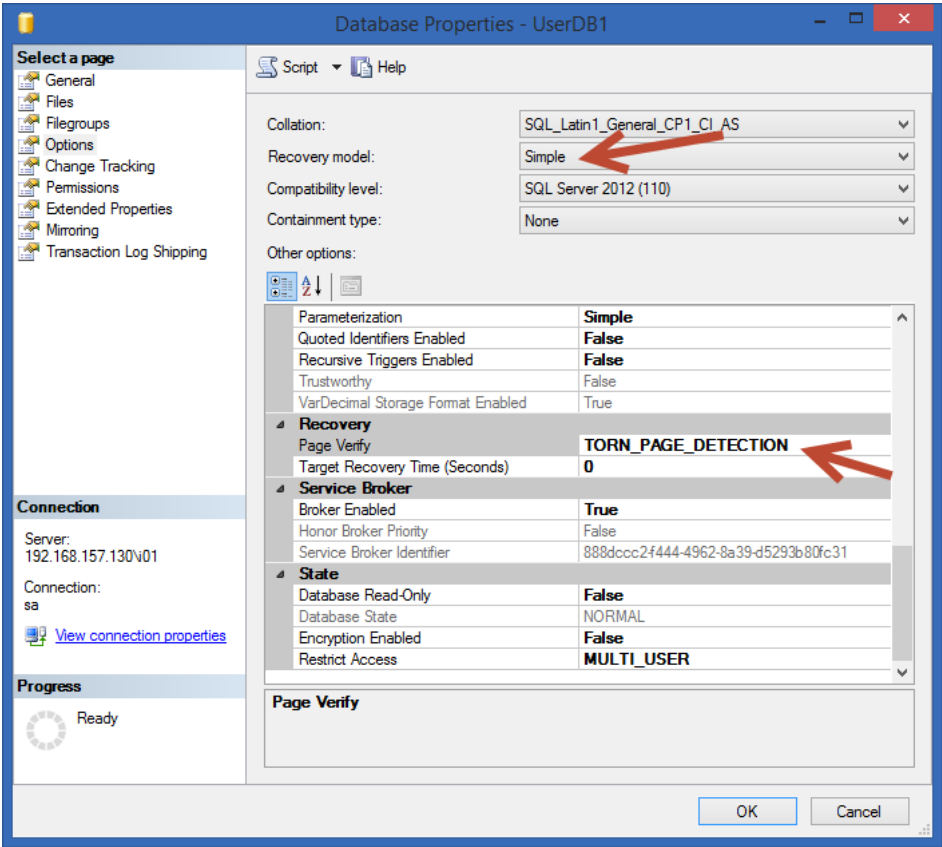 Database Properties - UserDB1
Select a page
General
Files
Filegroups
Options
Change Tracking
Permissions
Extended Properties
Mirroring
Transaction Log Shipping
Script Help
Collation: SQL_Latin1_General_CP1_CI_AS
Recovery model: Simple
Compatibility level: SQL Server 2012 (110)
Containment type: None
Other options:
Parameterization Simple
Quoted Identifiers Enabled False
Recursive Triggers Enabled False
Trustworthy False
VarDecimal Storage Format Enabled True
Recovery
Page Verify TORN_PAGE_DETECTION
Target Recovery Time (Seconds) 0
Service Broker
Broker Enabled True
Honor Broker Priority False
Service Broker Identifier 888dccc2-f444-4962-8a39-d5293b80fc31
State
Database Read-Only False
Database State NORMAL
Encryption Enabled False
Restrict Access MULTI_USER
Page Verify
Connection
Server:
192.168.157.130\i01
Connection:
sa
View connection properties
Progress
Ready
OK Cancel